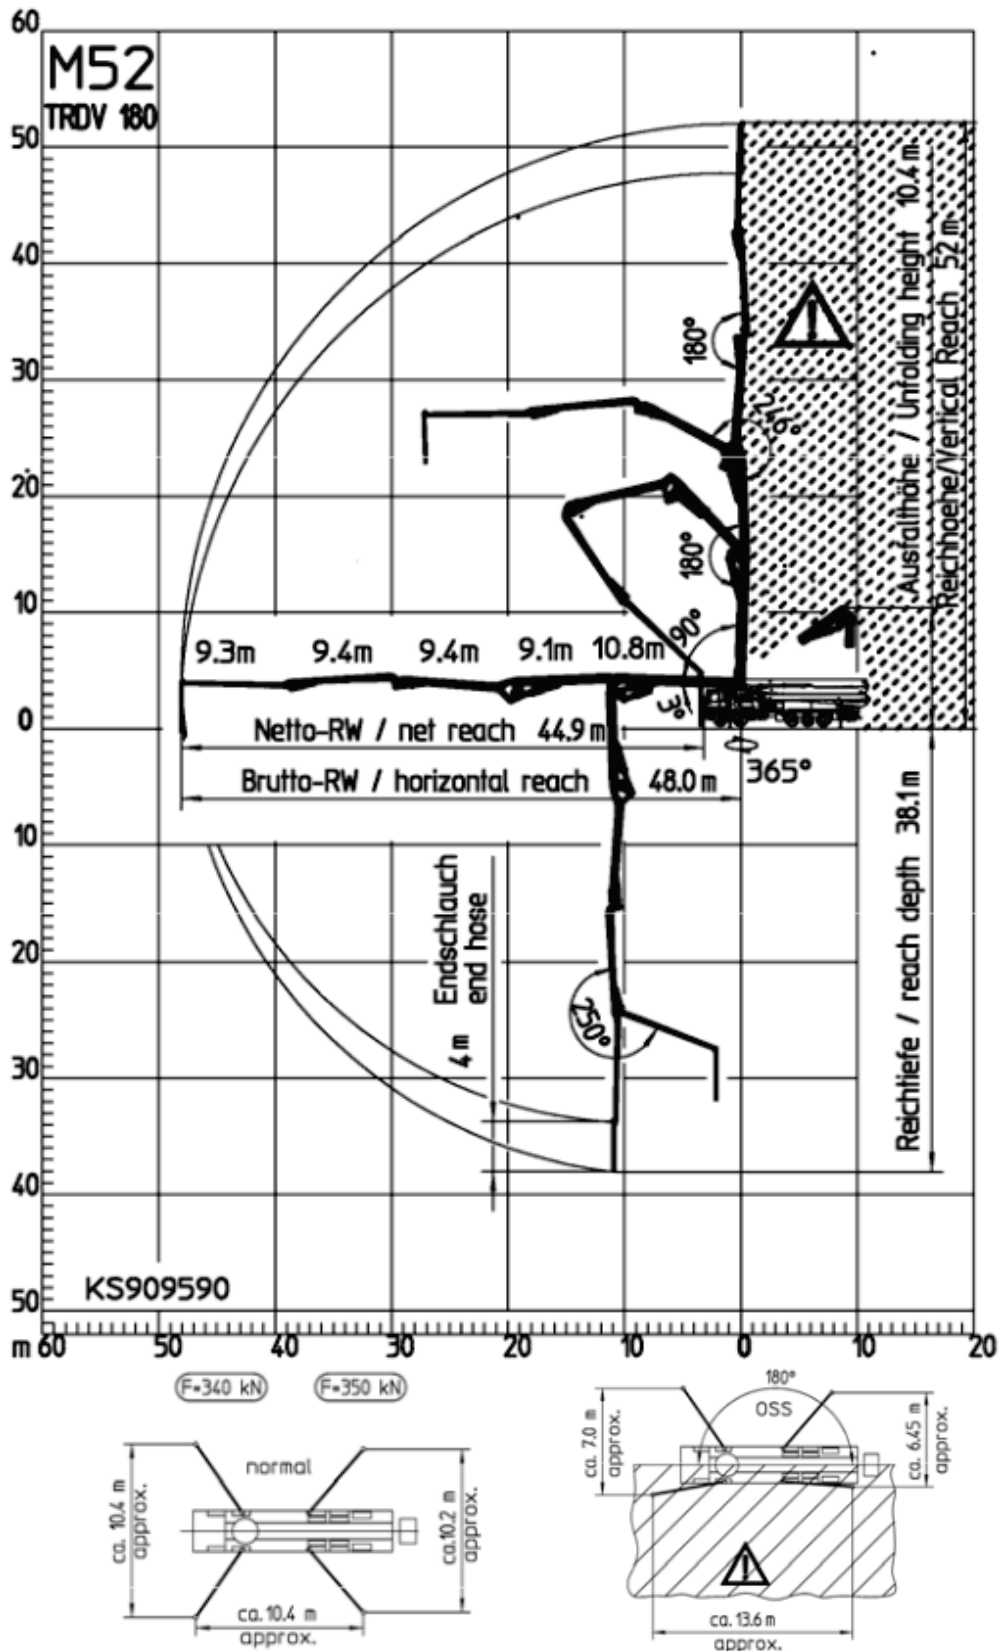 60
M52
TRDV 180
50
40
30
20
10
0
10
20
30
40
50
Ausfalthöhe / Unfolding height 10.4 m
Reichhoehe/Vertical Reach 52 m
180°
180°
90°
3°
9.3m
9.4m
9.4m
9.1m
10.8m
Netto-RW / net reach 44.9 m
Brutto-RW / horizontal reach 48.0 m
365°
Endschlauch
end hose
4 m
250°
Reichtiefe / reach depth 38.1 m
KS909590
m 60 50 40 30 20 10 0 10 20
F=340 kN
F=350 kN
normal
ca. 10.4 m
approx.
ca.10.2 m
approx.
ca. 10.4 m
approx.
180°
OSS
ca. 7.0 m
approx.
ca. 6.45 m
approx.
ca. 13.6 m
approx.